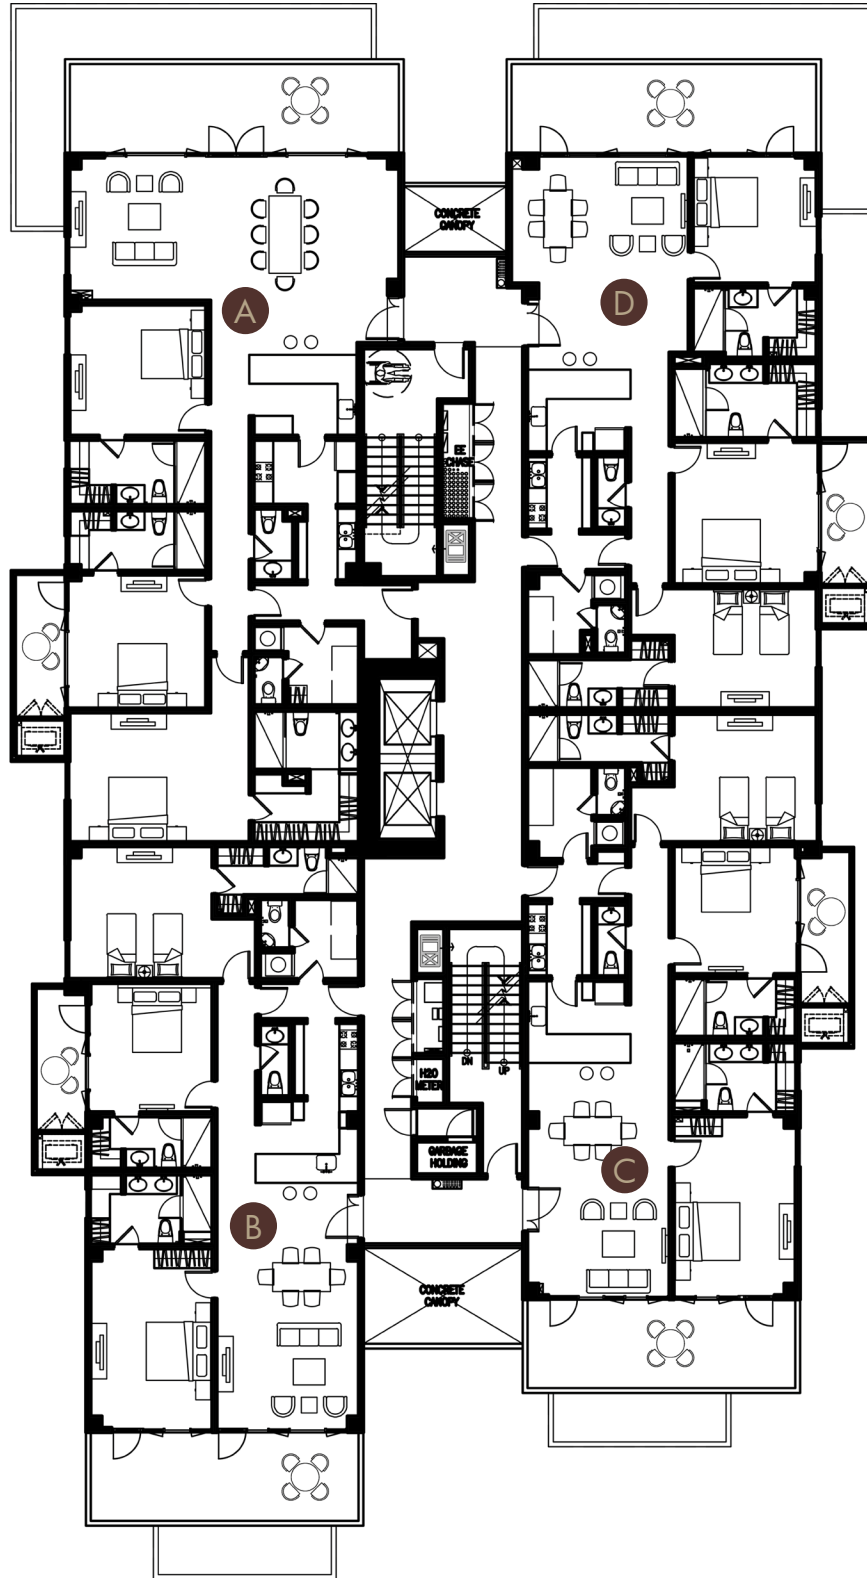 CONCRETE
CANOPY
A
D
EE
CHASE
DN
UP
H2O
METER
GARBAGE
HOLDING
C
B
CONCRETE
CANOPY